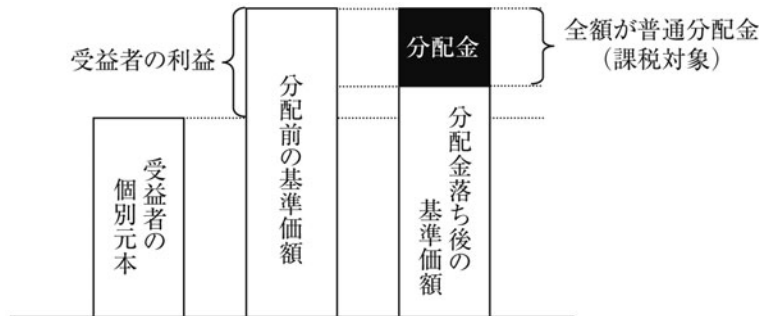 受益者の利益
分配金
全額が普通分配金
（課税対象）
受益者の
個別元本
分配前の基準価額
分配金落ち後の
基準価額